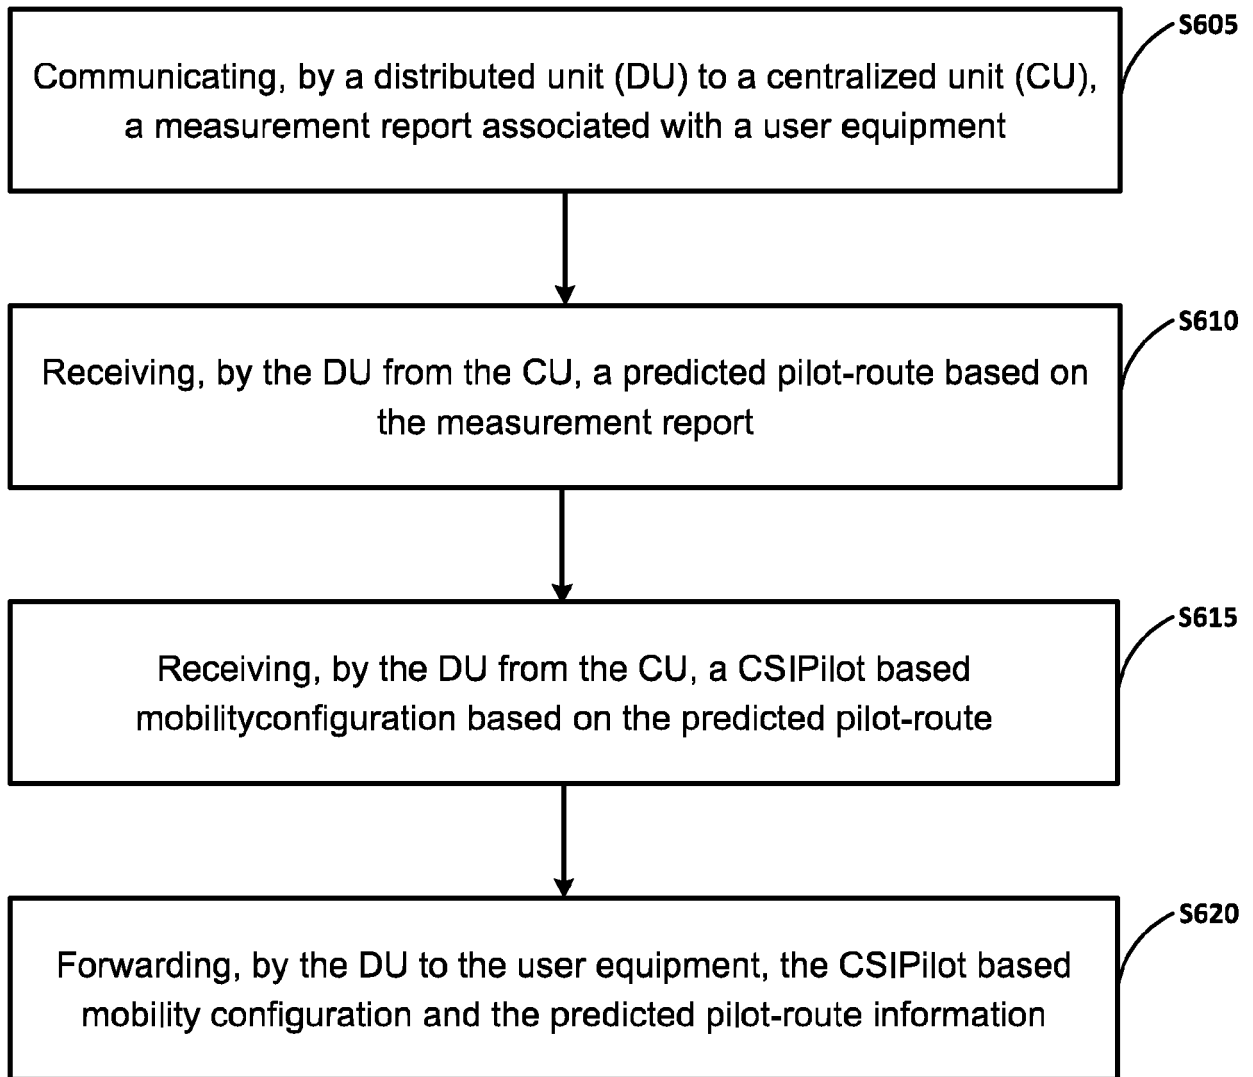 S605
Communicating, by a distributed unit (DU) to a centralized unit (CU),
a measurement report associated with a user equipment
S610
Receiving, by the DU from the CU, a predicted pilot-route based on
the measurement report
S615
Receiving, by the DU from the CU, a CSIPilot based
mobilityconfiguration based on the predicted pilot-route
S620
Forwarding, by the DU to the user equipment, the CSIPilot based
mobility configuration and the predicted pilot-route information